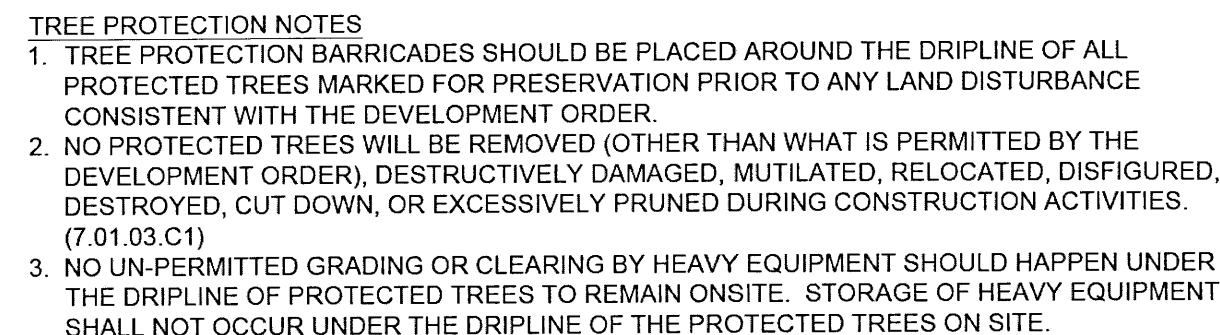 TREE PROTECTION NOTES
1. TREE PROTECTION BARRICADES SHOULD BE PLACED AROUND THE DRIPLINE OF ALL
PROTECTED TREES MARKED FOR PRESERVATION PRIOR TO ANY LAND DISTURBANCE
CONSISTENT WITH THE DEVELOPMENT ORDER.
2. NO PROTECTED TREES WILL BE REMOVED (OTHER THAN WHAT IS PERMITTED BY THE
DEVELOPMENT ORDER), DESTRUCTIVELY DAMAGED, MUTILATED, RELOCATED, DISFIGURED,
DESTROYED, CUT DOWN, OR EXCESSIVELY PRUNED DURING CONSTRUCTION ACTIVITIES.
(7.01.03.C1)
3. NO UN-PERMITTED GRADING OR CLEARING BY HEAVY EQUIPMENT SHOULD HAPPEN UNDER
THE DRIPLINE OF PROTECTED TREES TO REMAIN ONSITE. STORAGE OF HEAVY EQUIPMENT
SHALL NOT OCCUR UNDER THE DRIPLINE OF THE PROTECTED TREES ON SITE.